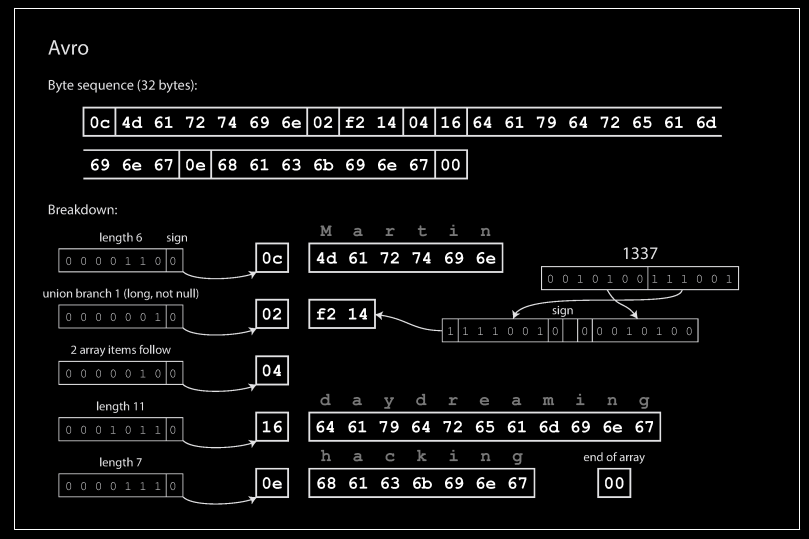 Avro
Byte sequence (32 bytes):
0c 4d 61 72 74 69 6e 02 f2 14 04 16 64 61 79 64 72 65 61 6d
69 6e 67 0e 68 61 63 6b 69 6e 67 00
Breakdown:
M a r t i n
length 6 sign
0 0 0 0 1 1 0 0 0c 4d 61 72 74 69 6e
1337
0 0 1 0 1 0 0 1 1 1 0 0 1
union branch 1 (long, not null)
0 0 0 0 0 0 1 0 02 f2 14
sign
1 1 1 1 0 0 1 0 0 0 0 1 0 1 0 0
2 array items follow
0 0 0 0 0 1 0 0 04
length 11
d a y d r e a m i n g
0 0 0 1 0 1 1 0 16 64 61 79 64 72 65 61 6d 69 6e 67
length 7
h a c k i n g
end of array
0 0 0 0 1 1 1 0 0e 68 61 63 6b 69 6e 67 00